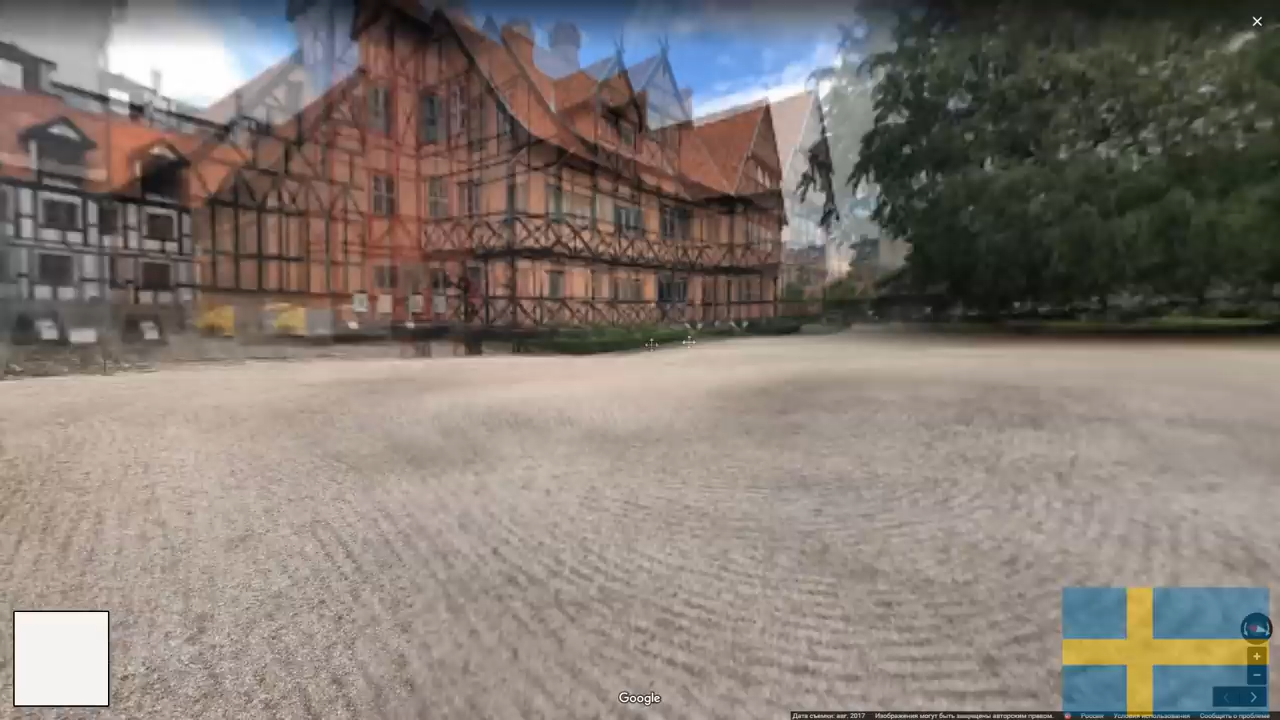 Google
Дата съемки: авг. 2017 Изображения могут быть защищены авторским правом. Россия Условия использования Сообщить о проблеме